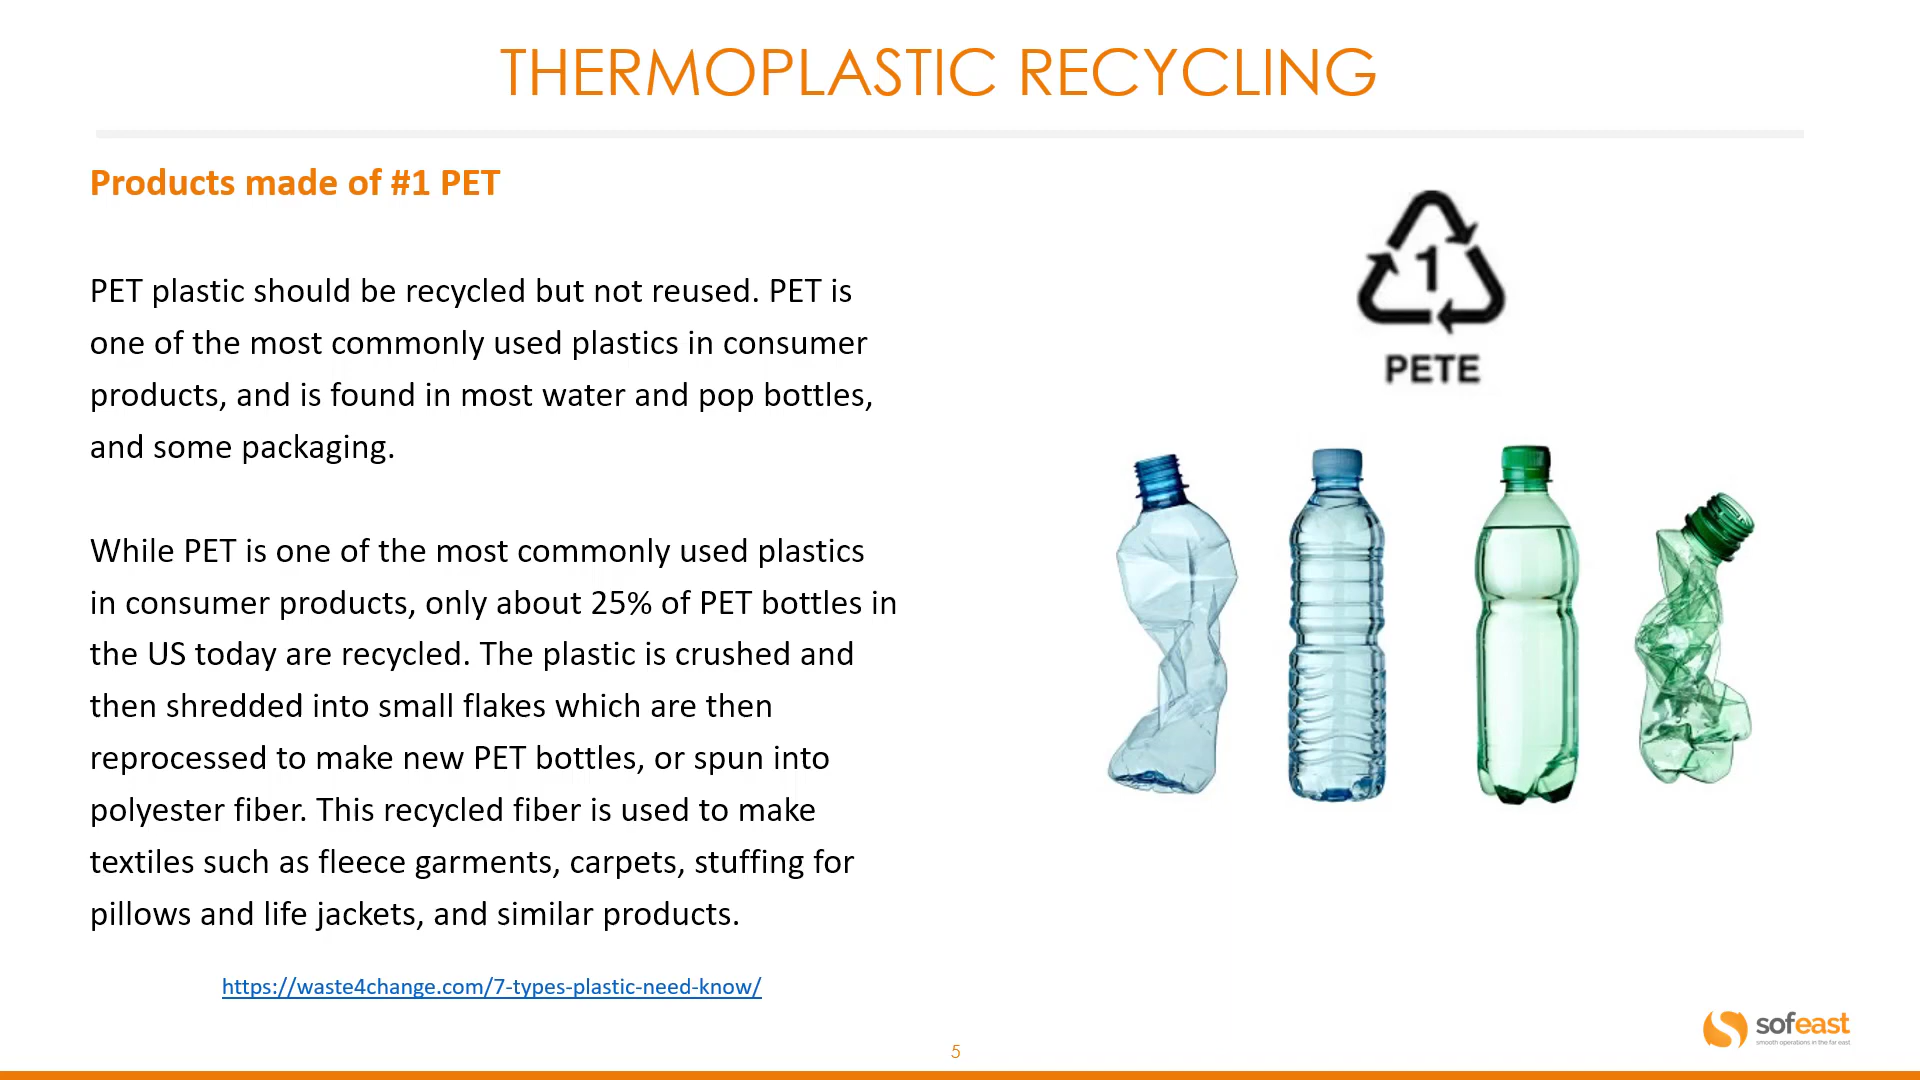 THERMOPLASTIC RECYCLING
Products made of #1 PET
PET plastic should be recycled but not reused. PET is
one of the most commonly used plastics in consumer
products, and is found in most water and pop bottles,
and some packaging.
While PET is one of the most commonly used plastics
in consumer products, only about 25% of PET bottles in
the US today are recycled. The plastic is crushed and
then shredded into small flakes which are then
reprocessed to make new PET bottles, or spun into
polyester fiber. This recycled fiber is used to make
textiles such as fleece garments, carpets, stuffing for
pillows and life jackets, and similar products.
https://waste4change.com/7-types-plastic-need-know/
1
PETE
sofeast
smooth operations in the far east
5